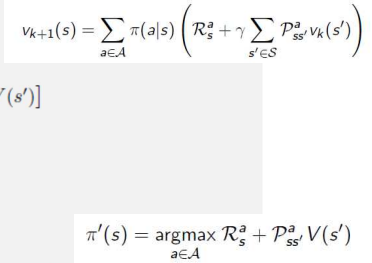 v_{k+1}(s) = \sum_{a \in \mathcal{A}} \pi(a|s) \left( \mathcal{R}_s^a + \gamma \sum_{s' \in \mathcal{S}} \mathcal{P}_{ss'}^a v_k(s') \right)
(s')]
\pi'(s) = \underset{a \in \mathcal{A}}{\operatorname{argmax}} \mathcal{R}_s^a + \mathcal{P}_{ss'}^a V(s')